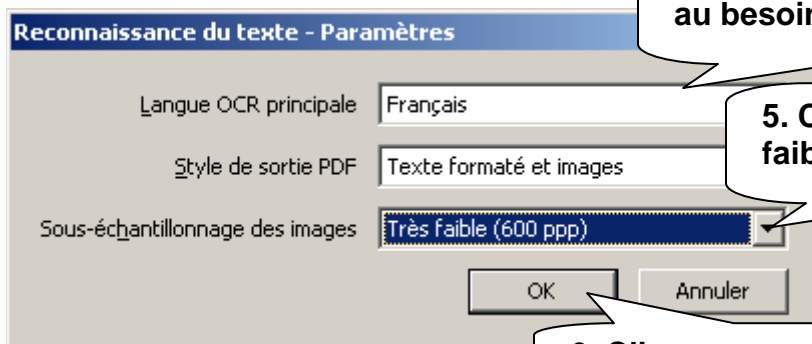 au besoin
Reconnaissance du texte - Paramètres
Langue OCR principale Français
5.
Style de sortie PDF Texte formaté et images
Sous-échantillonnage des images Très faible (600 ppp)
OK Annuler